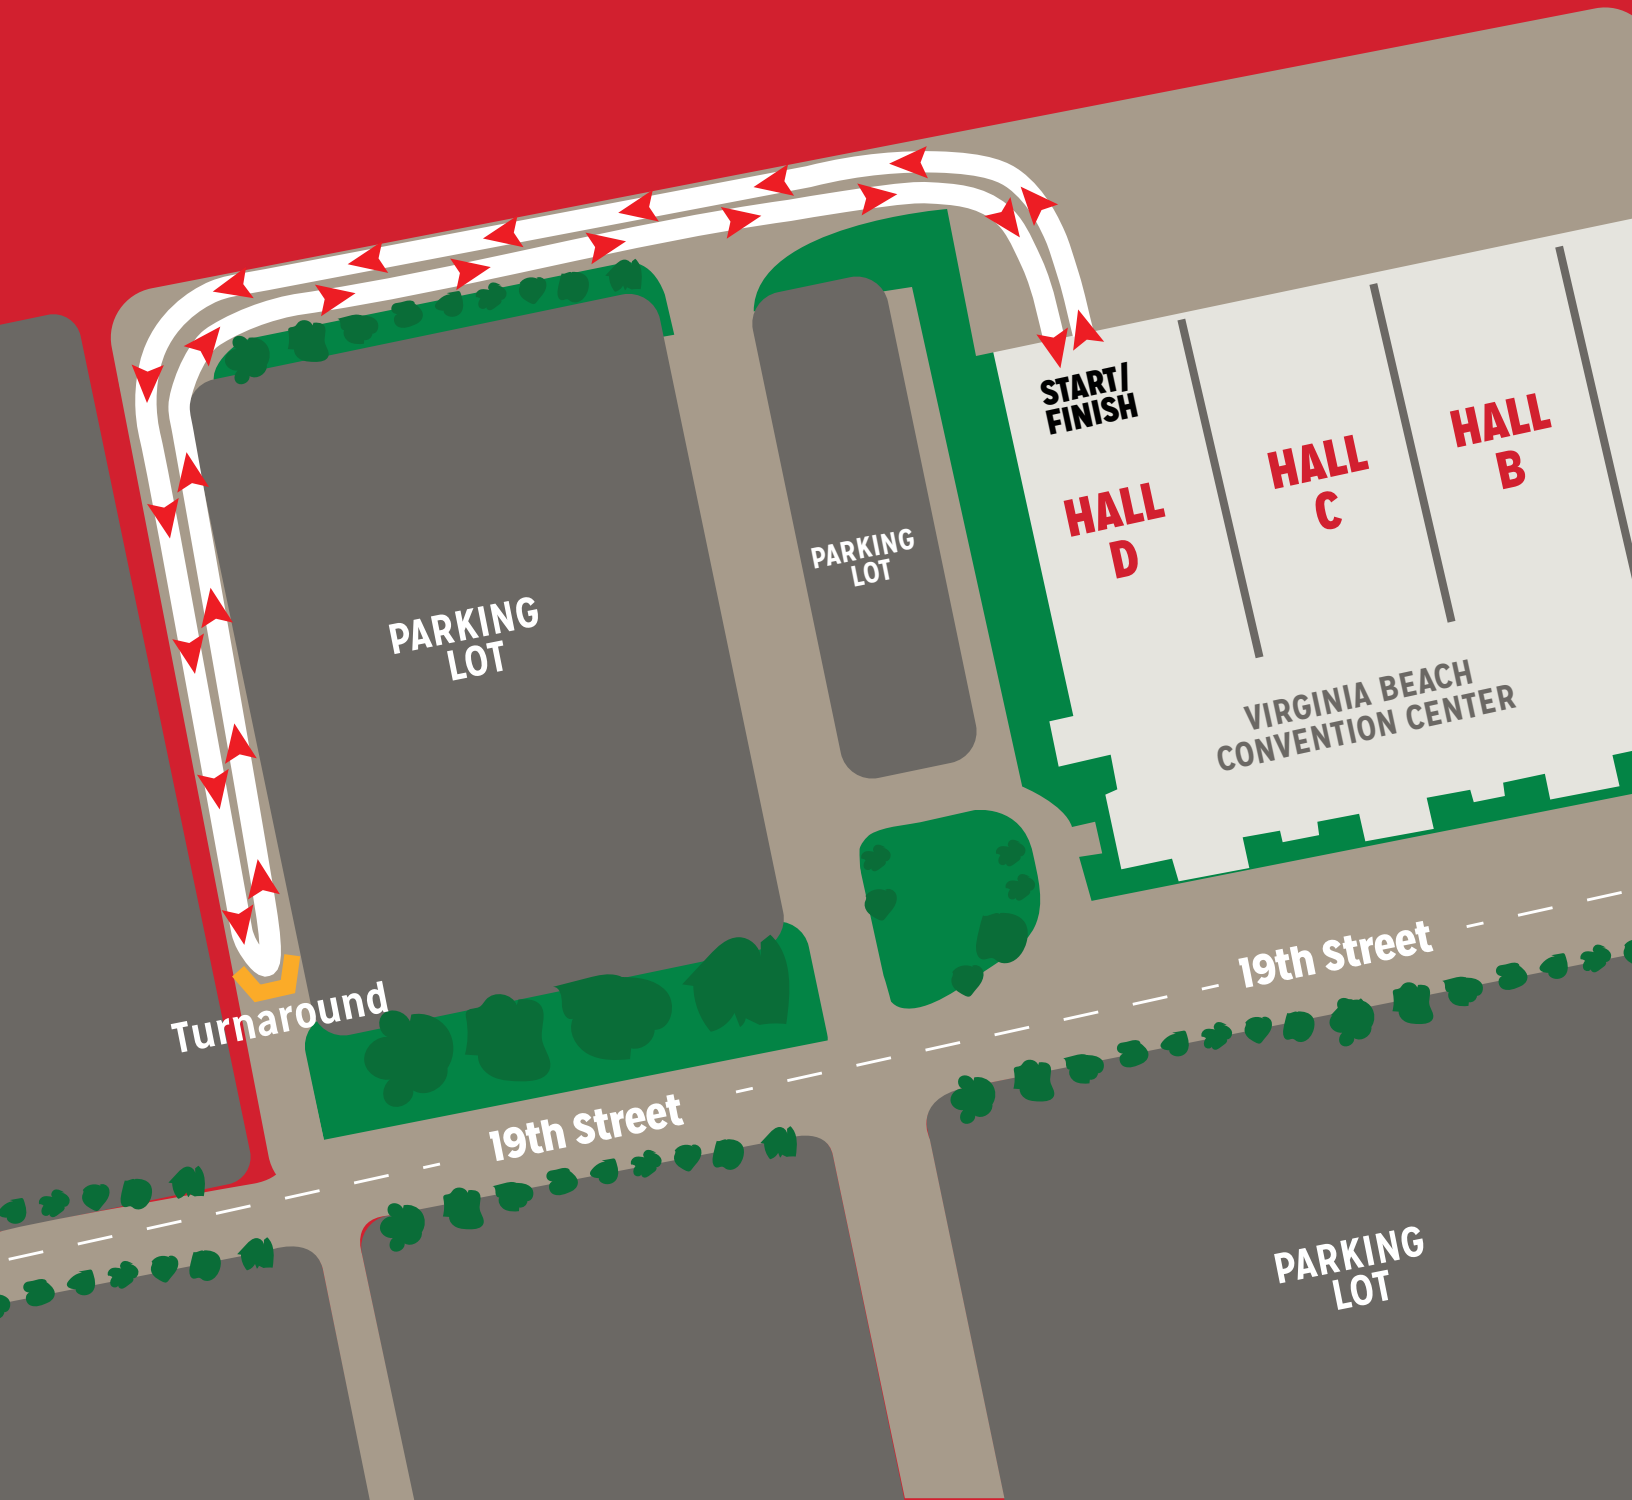 START/
FINISH
HALL
D
HALL
C
HALL
B
PARKING
LOT
PARKING
LOT
VIRGINIA BEACH
CONVENTION CENTER
19th Street
Turnaround
19th Street
PARKING
LOT